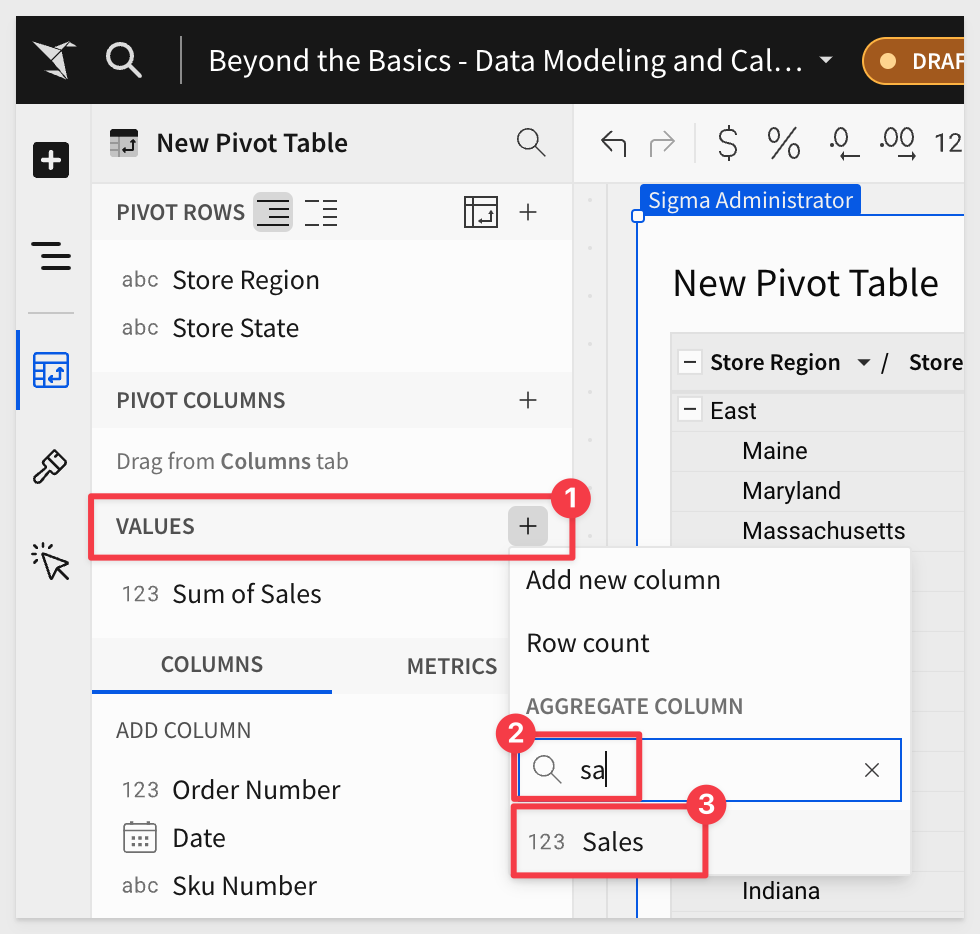 Beyond the Basics - Data Modeling and Cal...
DRAF
New Pivot Table
$ % .0 .00 12
PIVOT ROWS
abc Store Region
abc Store State
PIVOT COLUMNS
Drag from Columns tab
VALUES
1
123 Sum of Sales
COLUMNS METRICS
ADD COLUMN
123 Order Number
Date
abc Sku Number
Add new column
Row count
AGGREGATE COLUMN
2
sa
3
123 Sales
Sigma Administrator
New Pivot Table
Store Region / Store
East
Maine
Maryland
Massachusetts
Indiana